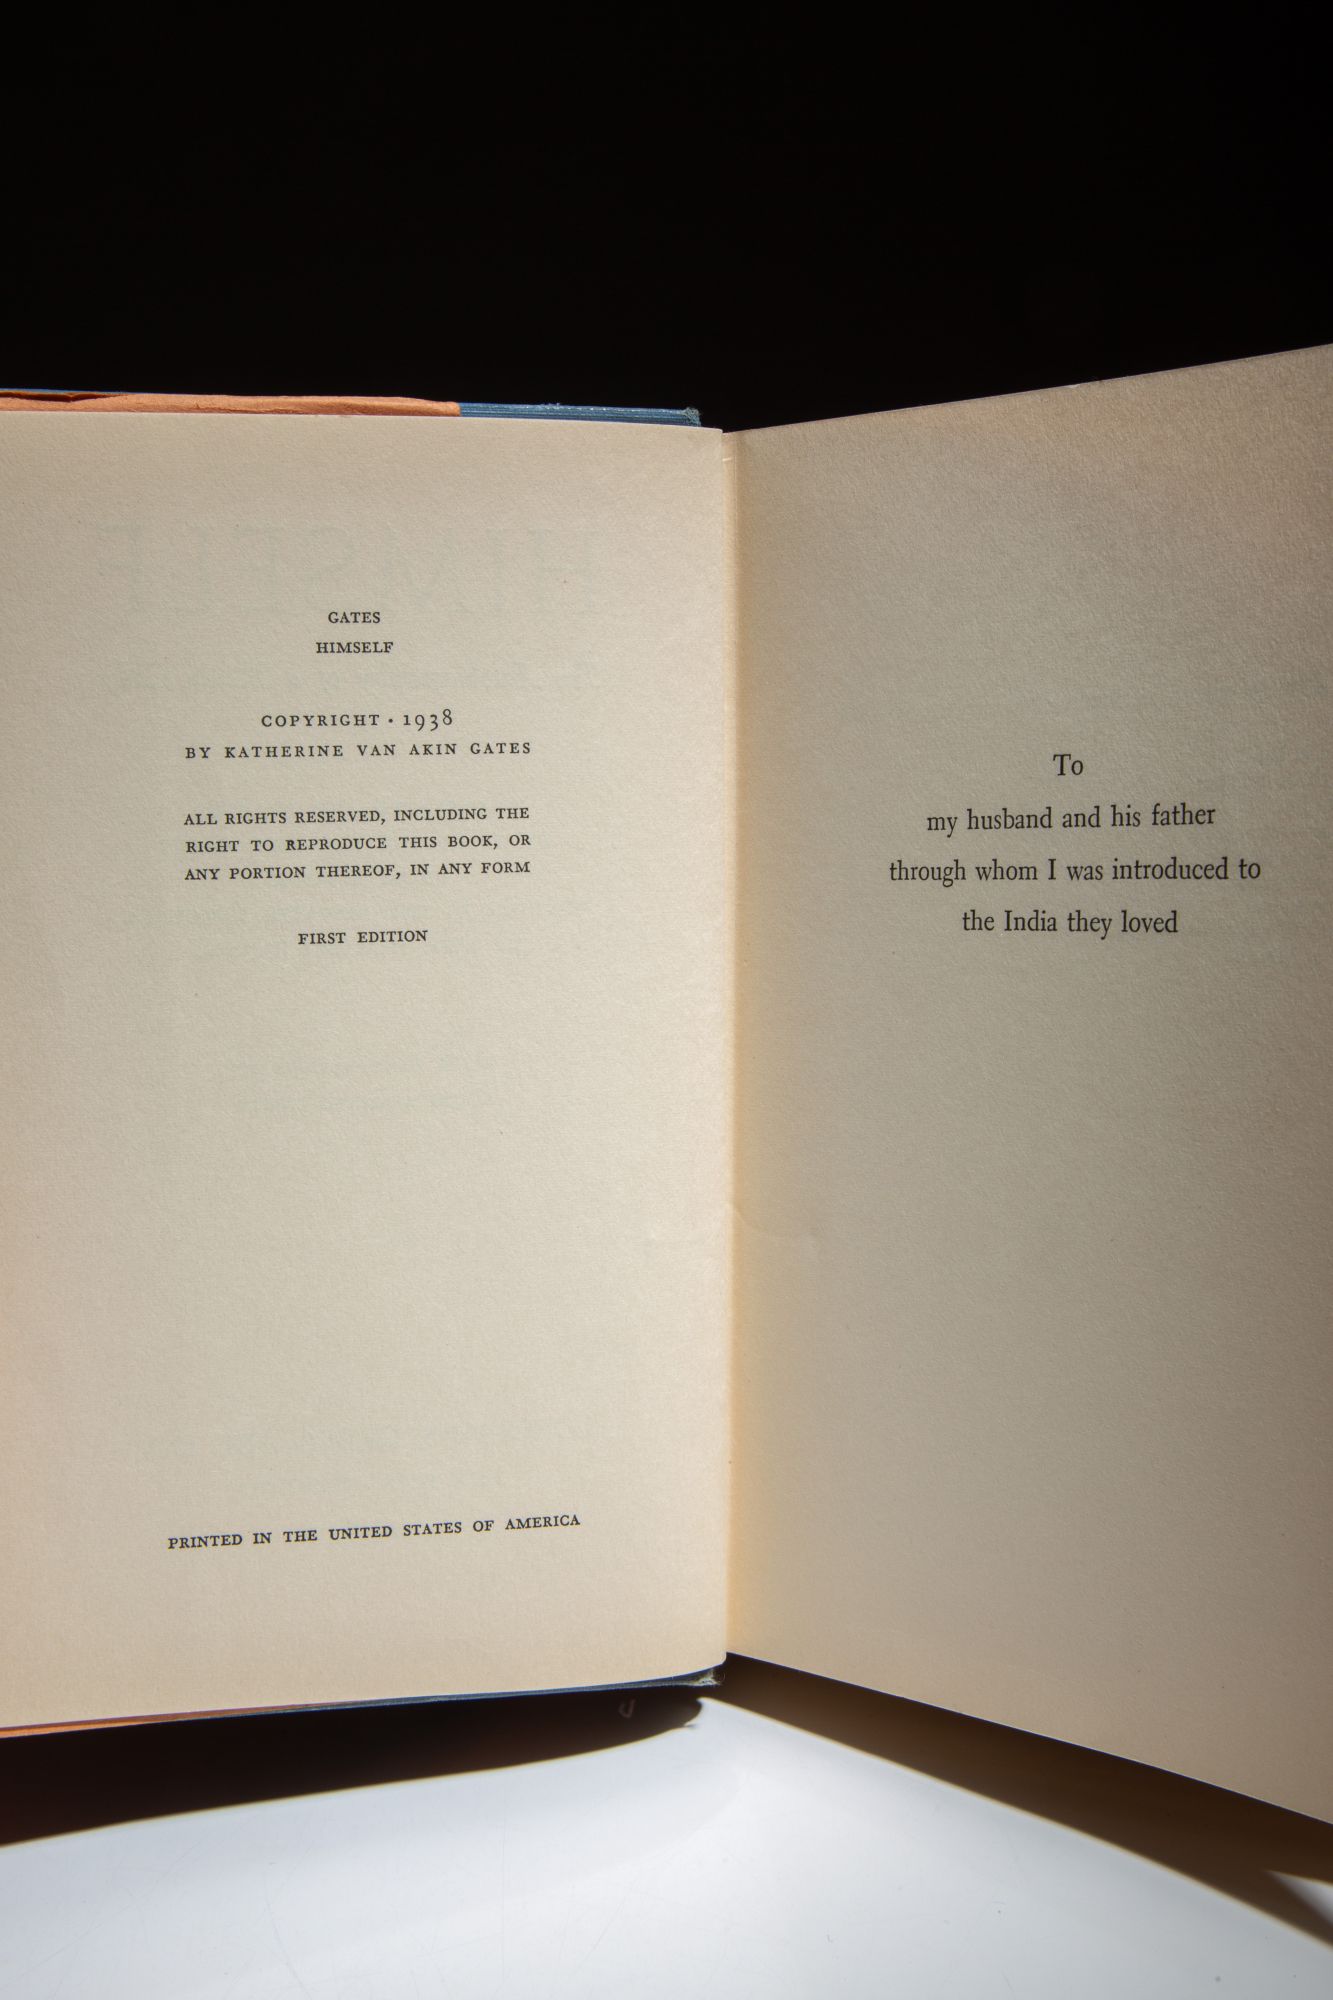 GATES
HIMSELF
COPYRIGHT · 1938
BY KATHERINE VAN AKIN GATES
ALL RIGHTS RESERVED, INCLUDING THE
RIGHT TO REPRODUCE THIS BOOK, OR
ANY PORTION THEREOF, IN ANY FORM
FIRST EDITION
PRINTED IN THE UNITED STATES OF AMERICA
To
my husband and his father
through whom I was introduced to
the India they loved